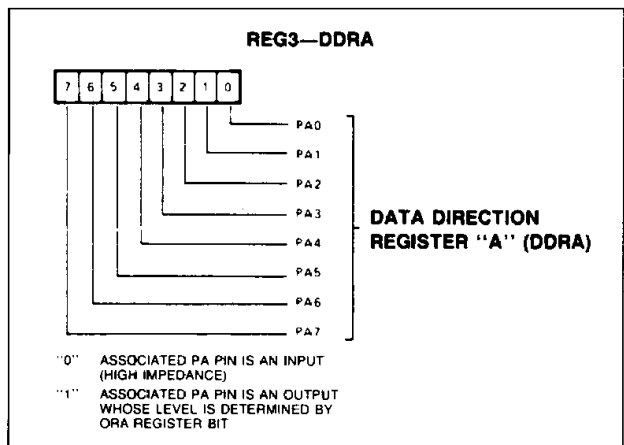 REG3—DDRA
7 6 5 4 3 2 1 0
PA0
PA1
PA2
PA3
PA4
PA5
PA6
PA7
DATA DIRECTION
REGISTER "A" (DDRA)
"0" ASSOCIATED PA PIN IS AN INPUT
(HIGH IMPEDANCE)
"1" ASSOCIATED PA PIN IS AN OUTPUT
WHOSE LEVEL IS DETERMINED BY
ORA REGISTER BIT